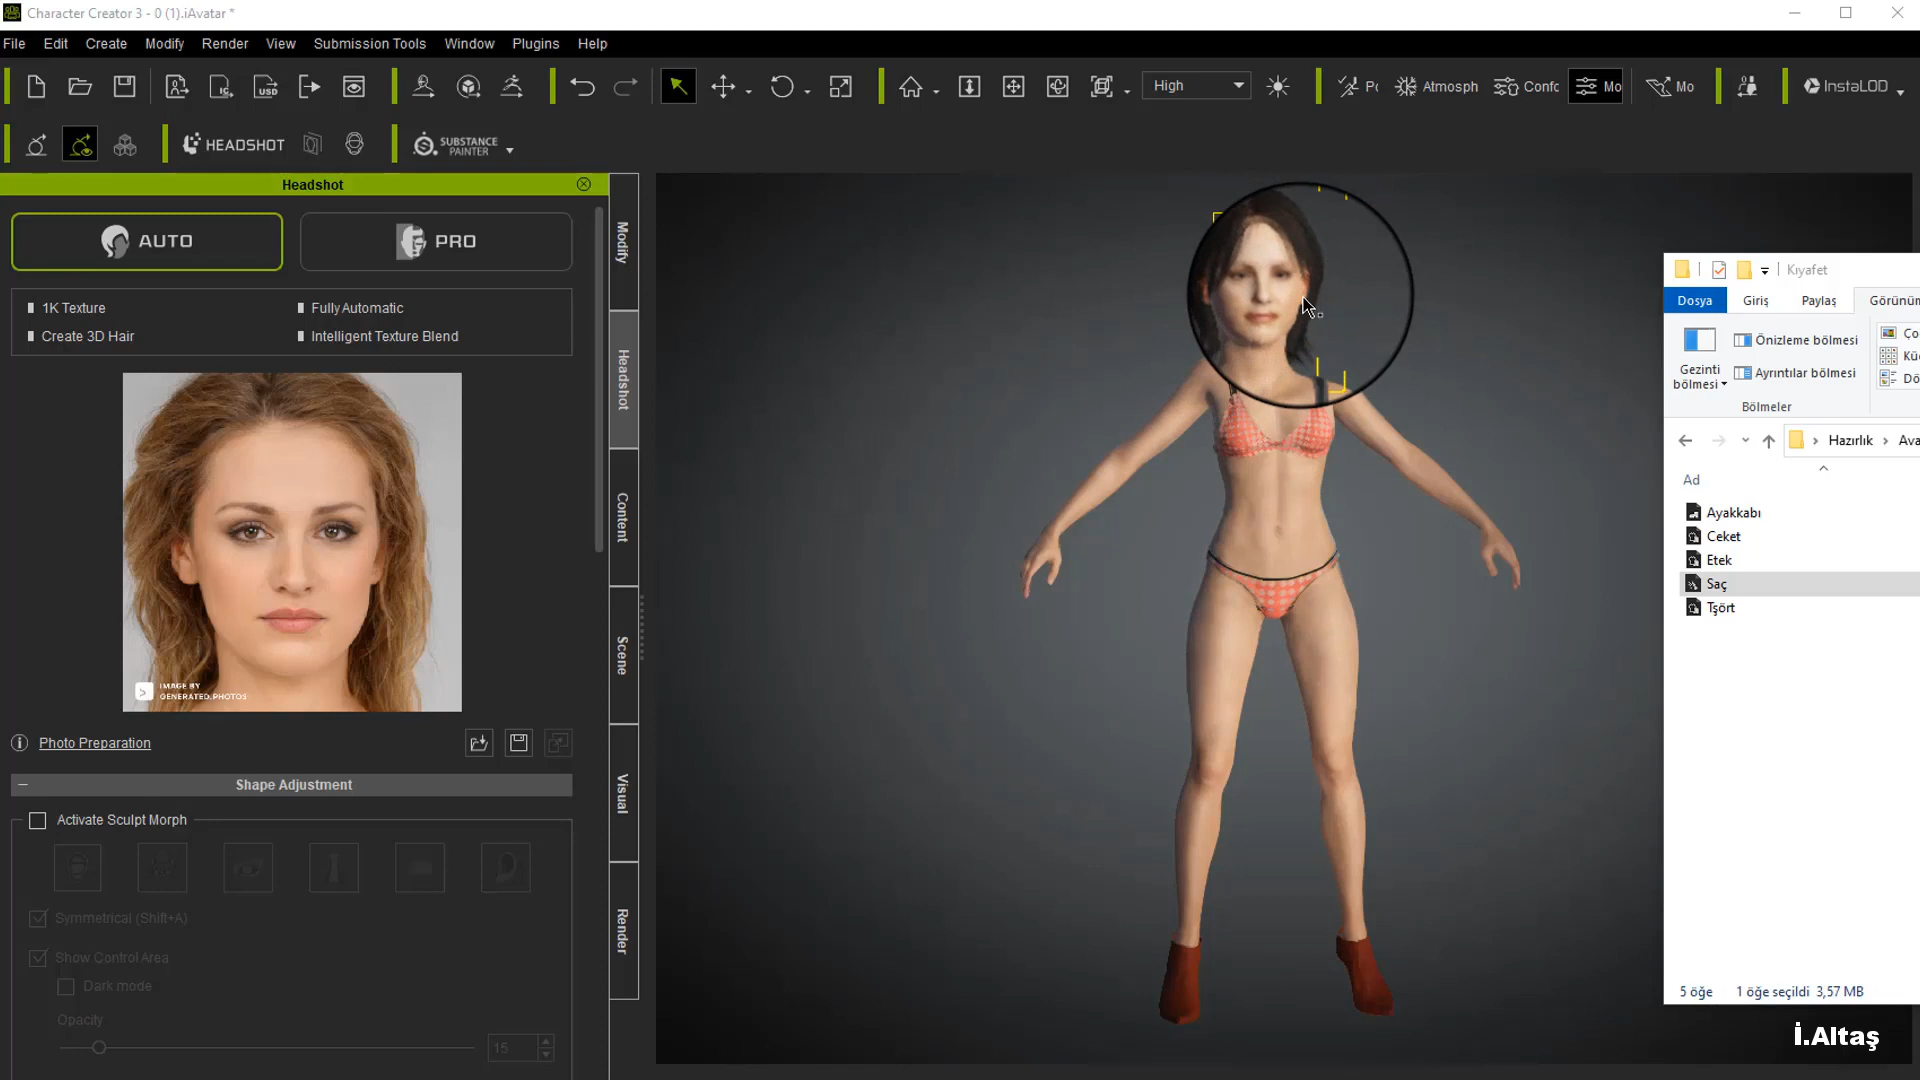 Character Creator 3 - 0 (1).iAvatar *
File Edit Create Modify Render View Submission Tools Window Plugins Help
USD High Atmosph Confc Mo Mo InstaLOD
HEADSHOT SUBSTANCE PAINTER
Headshot
AUTO PRO
1K Texture Fully Automatic
Create 3D Hair Intelligent Texture Blend
IMAGE BY
GENERATED.PHOTOS
Photo Preparation
Shape Adjustment
Activate Sculpt Morph
Symmetrical (Shift+A)
Show Control Area
Dark mode
Opacity
15
Modify
Headshot
Content
Scene
Visual
Render
Kıyafet
Dosya Giriş Paylaş Görünüm
Gezinti bölmesi
Önizleme bölmesi
Ayrıntılar bölmesi
Bölmeler
Hazırlık Ava
Ad
Ayakkabı
Ceket
Etek
Saç
Tşört
5 öğe 1 öğe seçildi 3,57 MB
İ.Altaş